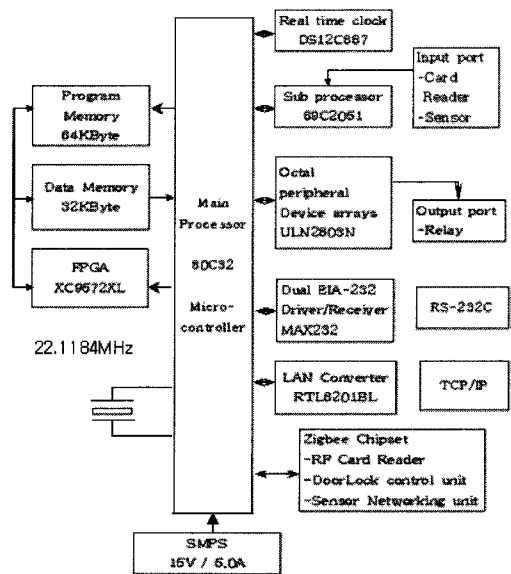 Real time clock
DS12C887
Input port
-Card
Reader
-Sensor
Program
Memory
64KByte
Sub processor
89C2051
Data Memory
32KByte
Main
Processor
80C32
Micro-
controller
Octal
peripheral
Device arrays
ULN2803N
Output port
-Relay
FPGA
XC9572XL
Dual EIA-232
Driver/Receiver
MAX232
RS-232C
22.1184MHz
LAN Converter
RTL8201BL
TCP/IP
Zigbee Chipset
-RF Card Reader
-DoorLock control unit
-Sensor Networking unit
SMPS
15V / 5.0A